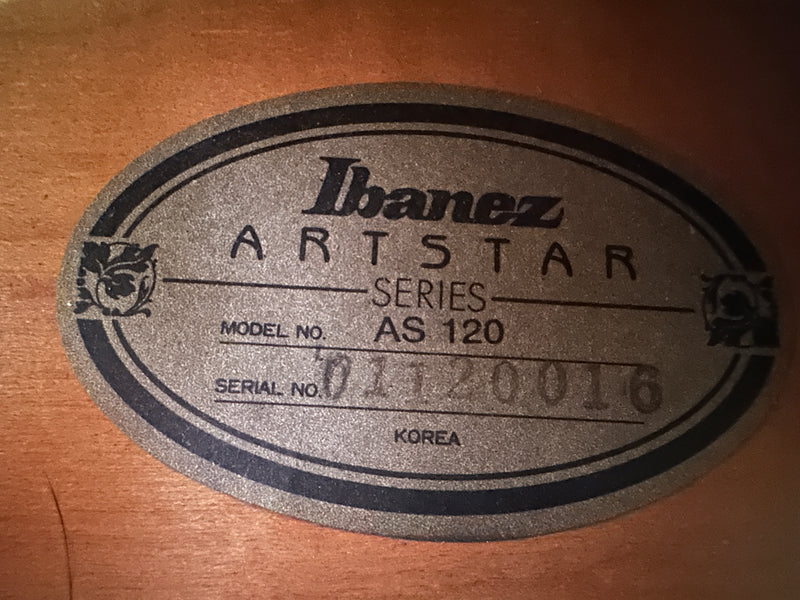 Ibanez
ARTSTAR
SERIES
MODEL NO. AS 120
SERIAL NO. 01120016
KOREA